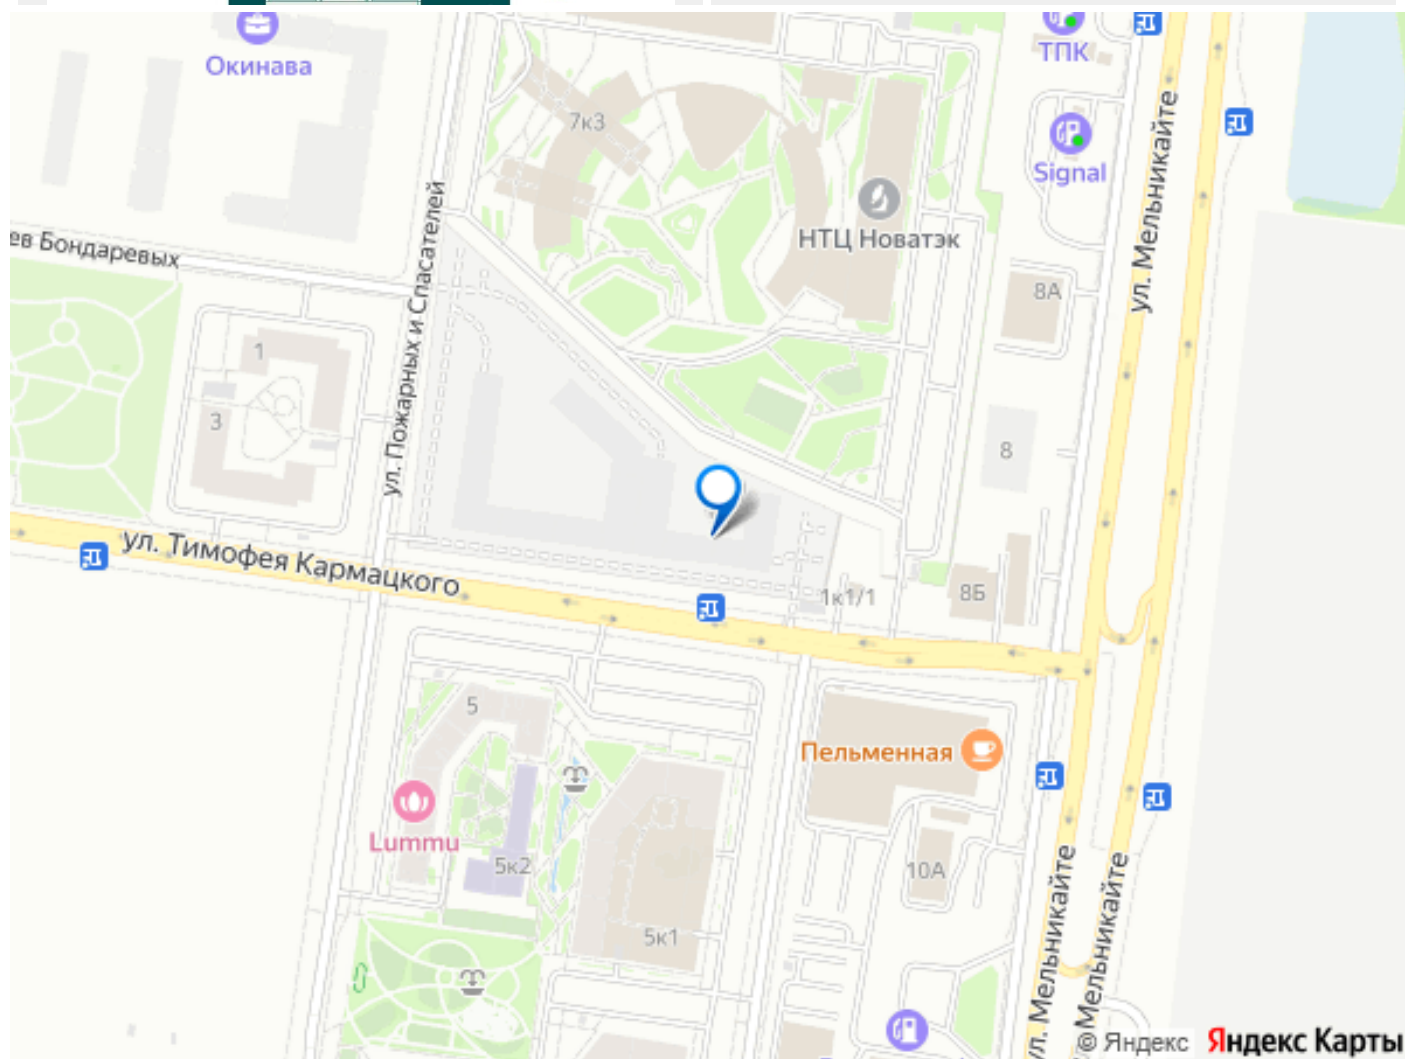 Окинава
ТПК
7к3
Signal
ул. Мельникайте
НТЦ Новатэк
ев Бондаревых
ул. Пожарных и Спасателей
8А
1
3
8
ул. Тимофея Кармацкого
1к1/1
8Б
5
Пельменная
Lummu
5к2
10А
5к1
ул. Мельникайте
Мельникайте
© Яндекс Яндекс Карты